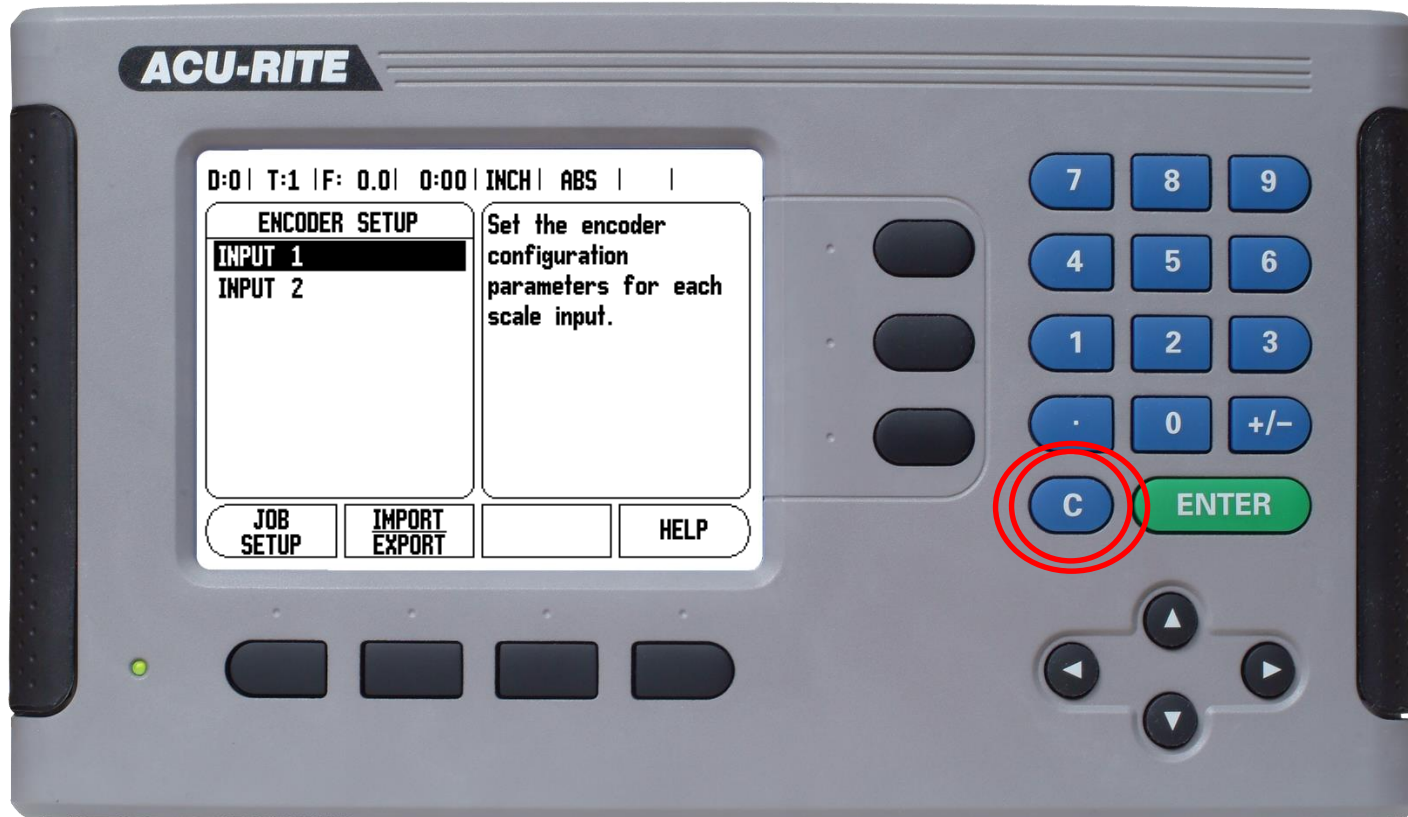 ACU-RITE
D:0 | T:1 | F: 0.0 | 0:00 | INCH | ABS | |
ENCODER SETUP
INPUT 1
INPUT 2
Set the encoder
configuration
parameters for each
scale input.
JOB
SETUP
IMPORT
EXPORT
HELP
7 8 9
4 5 6
1 2 3
. 0 +/-
C ENTER